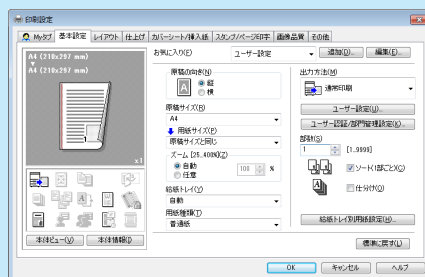 印刷設定
Myタブ 基本設定 レイアウト 仕上げ カバーシート/挿入紙 スタンプ/ページ印字 画像品質 その他
A4 (210x297 mm)
A4 (210x297 mm)
x1
本体ビュー(V) 本体情報(J)
お気に入り(F) ユーザー設定 追加(D)... 編集(E)...
原稿の向き(N)
縦
横
原稿サイズ(R)
A4
用紙サイズ(P)
原稿サイズと同じ
ズーム [25..400%](Z)
自動
任意
100 %
給紙トレイ(Y)
自動
用紙種類(T)
普通紙
出力方法(M)
通常印刷
ユーザー設定(U)...
ユーザー認証/部門管理設定(K)...
部数(S)
1 [1..9999]
ソート(1部ごと)(C)
仕分け(O)
給紙トレイ別用紙設定(H)...
標準に戻す(L)
OK キャンセル ヘルプ